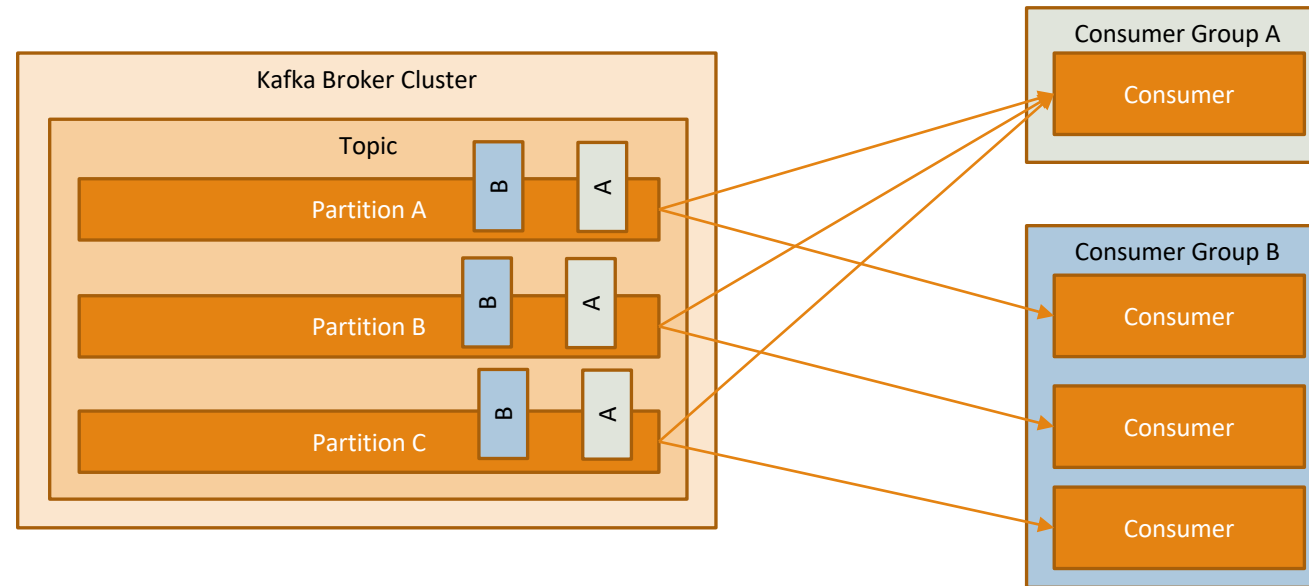 Kafka Broker Cluster
Topic
B
A
Partition A
B
A
Partition B
B
A
Partition C
Consumer Group A
Consumer
Consumer Group B
Consumer
Consumer
Consumer